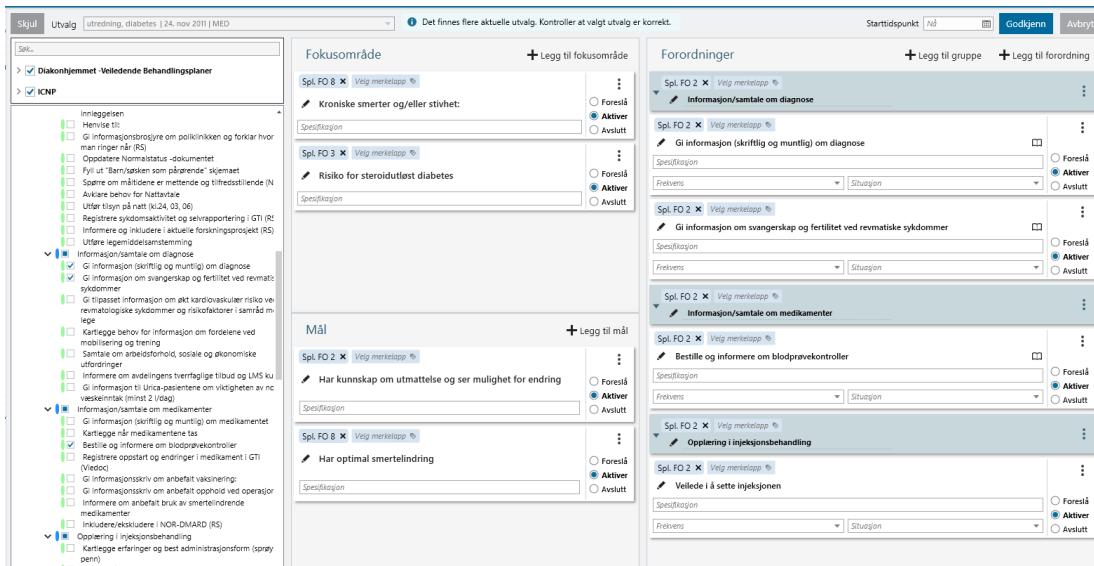 Skjul
Utvalg
utredning, diabetes | 24. nov 2011 | MED
Det finnes flere aktuelle utvalg. Kontroller at valgt utvalg er korrekt.
Starttidspunkt
Nå
Godkjenn
Avbryt
Søk...
Diakonhjemmet -Veiledende Behandlingsplaner
ICNP
Innleggelsen
Henvise til:
Gi informasjonsbrosjyre om poliklinikken og forklar hvor
man ringer når (RS)
Oppdatere Normalstatus -dokumentet
Fyll ut "Barn/søsken som pårørende" skjemaet
Spørre om måltidene er mettende og tilfredsstillende (N
Avklare behov for Nattavtale
Utfør tilsyn på natt (kl.24, 03, 06)
Registrere sykdomsaktivitet og selvrapportering i GTI (RS
Informere og inkludere i aktuelle forskningsprosjekt (RS)
Utføre legemiddelsamstemming
Informasjon/samtale om diagnose
Gi informasjon (skriftlig og muntlig) om diagnose
Gi informasjon om svangerskap og fertilitet ved revmatis
sykdommer
Gi tilpasset informasjon om økt kardiovaskulær risiko ved
revmatologiske sykdommer og risikofaktorer i samråd m
lege
Kartlegge behov for informasjon om fordelene ved
mobilisering og trening
Samtale om arbeidsforhold, sosiale og økonomiske
utfordringer
Informere om avdelingens tverrfaglige tilbud og LMS ku
Gi informasjon til Urica-pasientene om viktigheten av nc
væskeinntak (minst 2 l/dag)
Informasjon/samtale om medikamenter
Gi informasjon (skriftlig og muntlig) om medikamentet
Kartlegge når medikamentene tas
Bestille og informere om blodprøvekontroller
Registrere oppstart og endringer i medikament i GTI
(Viedoc)
Gi Informasjonsskriv om anbefalt vaksinering:
Gi informasjonsskriv om anbefalt opphold ved operasjor
Informere om anbefalt bruk av smertelindrende
medikamenter
Inkludere/ekskludere i NOR-DMARD (RS)
Opplæring i injeksjonsbehandling
Kartlegge erfaringer og best administrasjonsform (sprøy
penn)
Fokusområde
Legg til fokusområde
Spl. FO 8 Velg merkelapp
Kroniske smerter og/eller stivhet:
Spesifikasjon
Foreslå
Aktiver
Avslutt
Spl. FO 3 Velg merkelapp
Risiko for steroidutløst diabetes
Spesifikasjon
Foreslå
Aktiver
Avslutt
Mål
Legg til mål
Spl. FO 2 Velg merkelapp
Har kunnskap om utmattelse og ser mulighet for endring
Spesifikasjon
Foreslå
Aktiver
Avslutt
Spl. FO 8 Velg merkelapp
Har optimal smertelindring
Spesifikasjon
Foreslå
Aktiver
Avslutt
Forordninger
Legg til gruppe
Legg til forordning
Spl. FO 2 Velg merkelapp
Informasjon/samtale om diagnose
Spl. FO 2 Velg merkelapp
Gi informasjon (skriftlig og muntlig) om diagnose
Spesifikasjon
Frekvens
Situasjon
Foreslå
Aktiver
Avslutt
Spl. FO 2 Velg merkelapp
Gi informasjon om svangerskap og fertilitet ved revmatiske sykdommer
Spesifikasjon
Frekvens
Situasjon
Foreslå
Aktiver
Avslutt
Spl. FO 2 Velg merkelapp
Informasjon/samtale om medikamenter
Spl. FO 2 Velg merkelapp
Bestille og informere om blodprøvekontroller
Spesifikasjon
Frekvens
Situasjon
Foreslå
Aktiver
Avslutt
Spl. FO 2 Velg merkelapp
Opplæring i injeksjonsbehandling
Spl. FO 2 Velg merkelapp
Veilede i å sette injeksjonen
Spesifikasjon
Frekvens
Situasjon
Foreslå
Aktiver
Avslutt